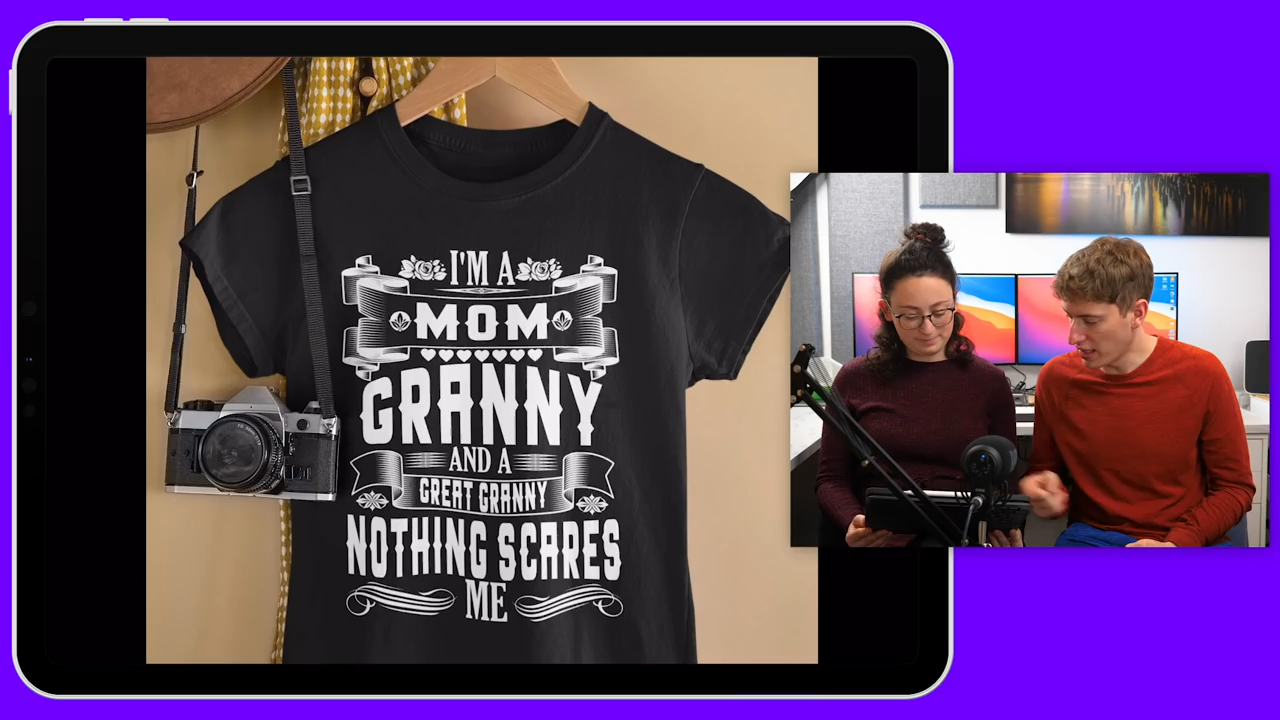 I'M A
MOM
GRANNY
AND A
GREAT GRANNY
NOTHING SCARES
ME